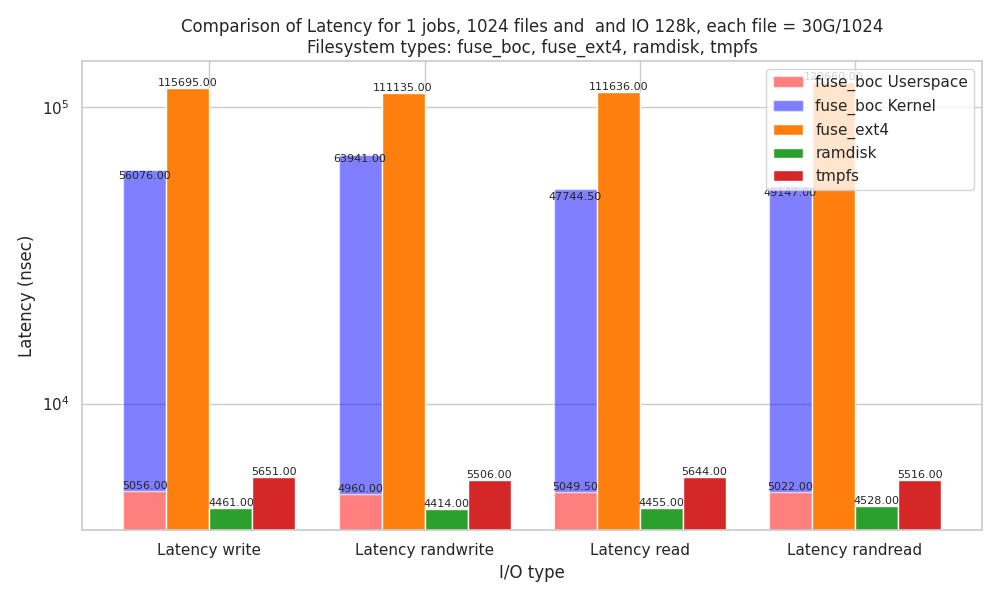 Comparison of Latency for 1 jobs, 1024 files and  and IO 128k, each file = 30G/1024
Filesystem types: fuse_boc, fuse_ext4, ramdisk, tmpfs
Latency (nsec)
10^5
10^4
fuse_boc Userspace
fuse_boc Kernel
fuse_ext4
ramdisk
tmpfs
56076.00
5056.00
115695.00
4461.00
5651.00
63941.00
4960.00
111135.00
4414.00
5506.00
47744.50
5049.50
111636.00
4455.00
5644.00
49147.00
5022.00
4528.00
5516.00
Latency write
Latency randwrite
Latency read
Latency randread
I/O type